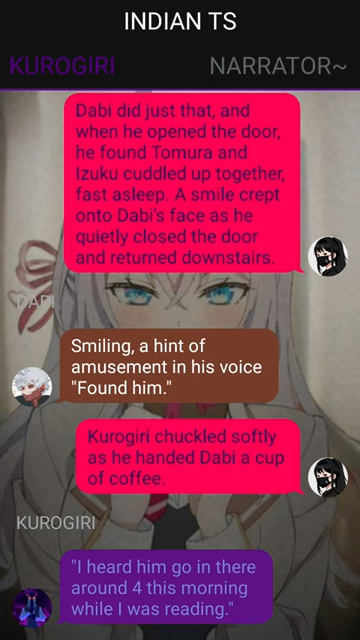 INDIAN TS
KUROGIRI NARRATOR~
Dabi did just that, and
when he opened the door,
he found Tomura and
Izuku cuddled up together,
fast asleep. A smile crept
onto Dabi's face as he
quietly closed the door
and returned downstairs.
DABI
Smiling, a hint of
amusement in his voice
"Found him."
Kurogiri chuckled softly
as he handed Dabi a cup
of coffee.
KUROGIRI
"I heard him go in there
around 4 this morning
while I was reading."